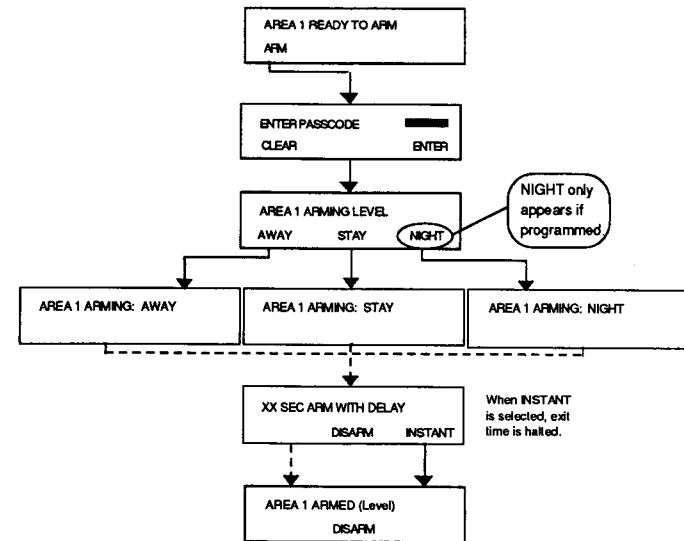 AREA 1 READY TO ARM
ARM
ENTER PASSCODE
CLEAR ENTER
AREA 1 ARMING LEVEL
AWAY STAY NIGHT
NIGHT only
appears if
programmed.
AREA 1 ARMING: AWAY
AREA 1 ARMING: STAY
AREA 1 ARMING: NIGHT
XX SEC ARM WITH DELAY
DISARM INSTANT
When INSTANT
is selected, exit
time is halted.
AREA 1 ARMED (Level)
DISARM